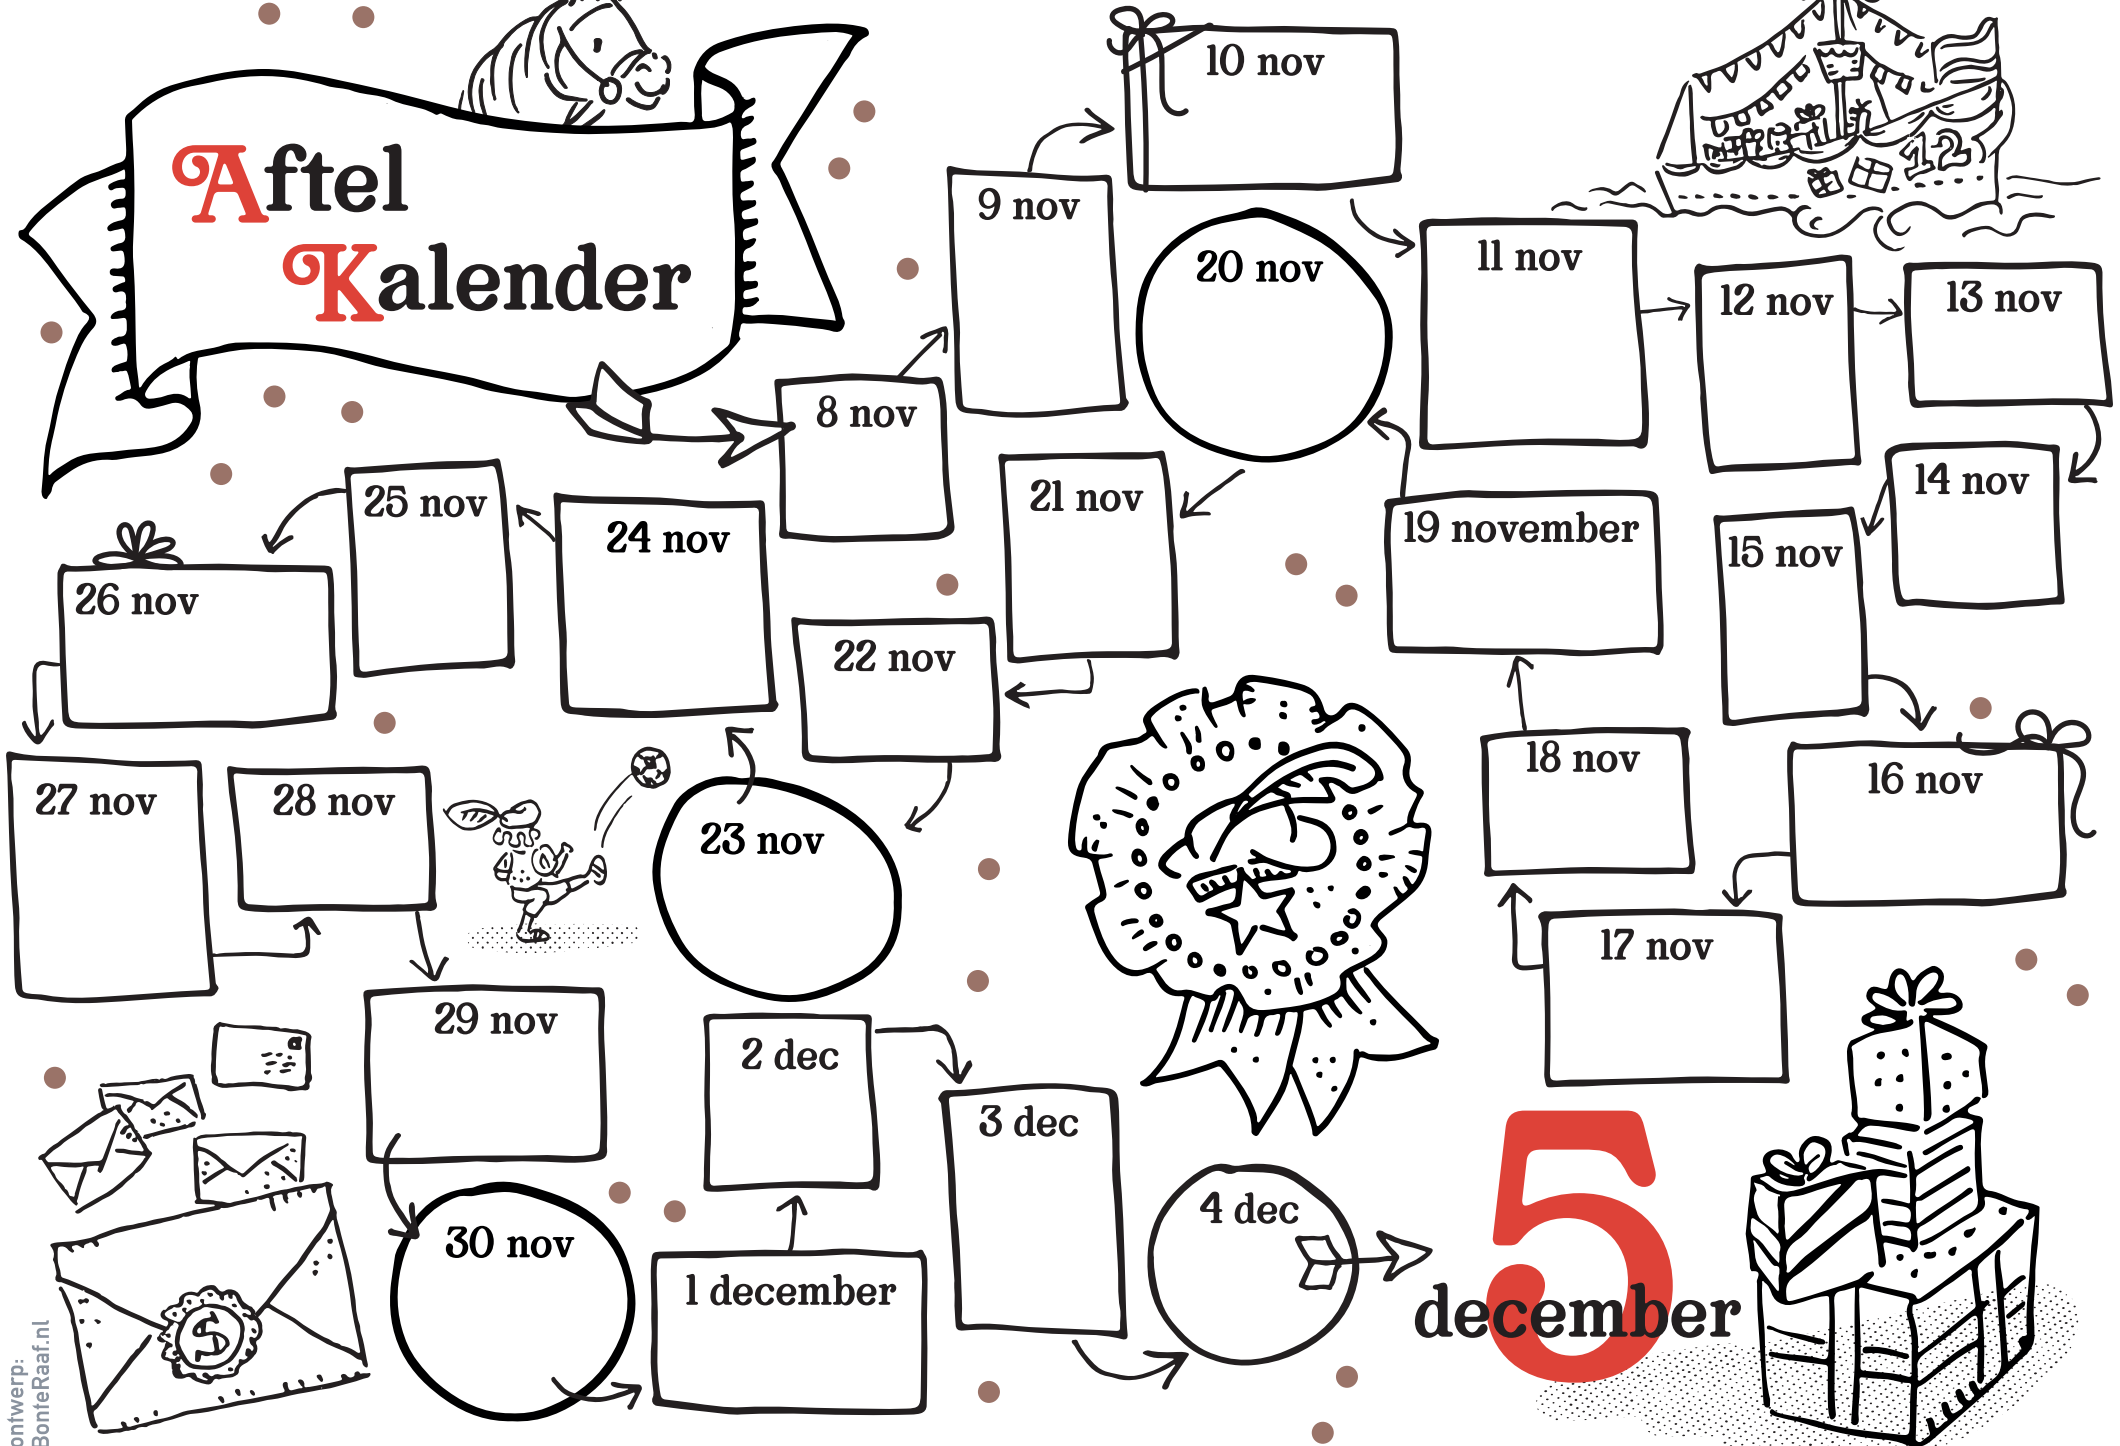 Aftel
Kalender
8 nov
9 nov
10 nov
11 nov
12 nov
13 nov
14 nov
15 nov
16 nov
17 nov
18 nov
19 november
20 nov
21 nov
22 nov
23 nov
24 nov
25 nov
26 nov
27 nov
28 nov
29 nov
30 nov
1 december
2 dec
3 dec
4 dec
5
december
12
S
ontwerp:
BonteRaaf.nl